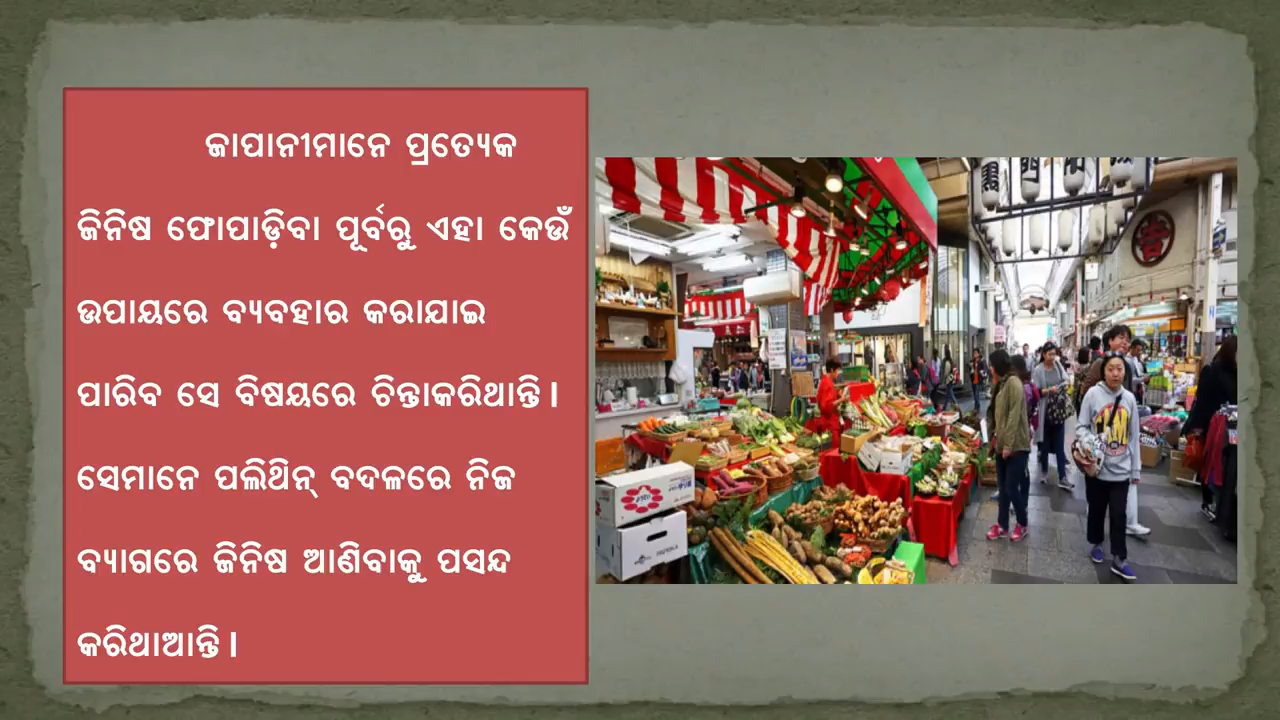 ଜାପାନୀମାନେ ପ୍ରତ୍ୟେକ
ଜିନିଷ ଫୋପାଡ଼ିବା ପୂର୍ବରୁ ଏହା କେଉଁ
ଉପାୟରେ ବ୍ୟବହାର କରାଯାଇ
ପାରିବ ସେ ବିଷୟରେ ଚିନ୍ତାକରିଥାନ୍ତି।
ସେମାନେ ପଲିଥିନ୍ ବଦଳରେ ନିଜ
ବ୍ୟାଗରେ ଜିନିଷ ଆଣିବାକୁ ପସନ୍ଦ
କରିଥାଆନ୍ତି।